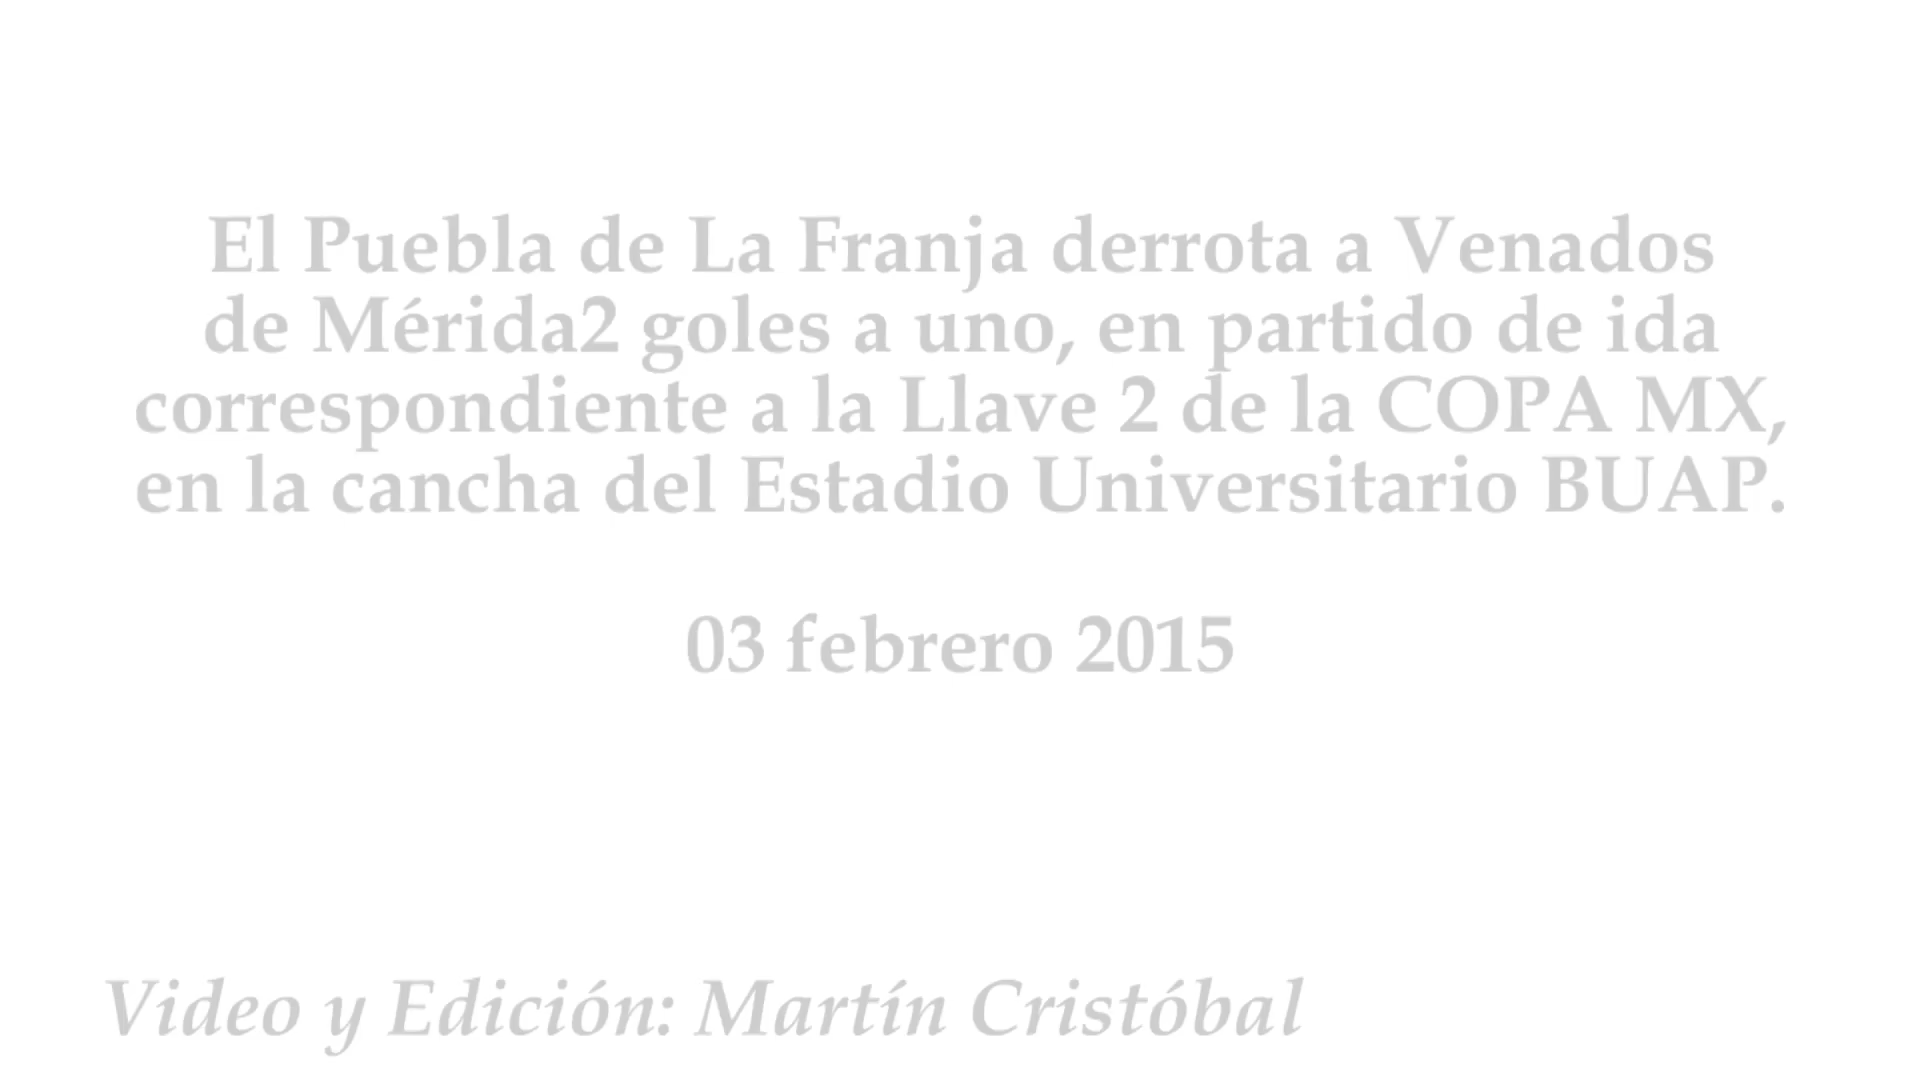 El Puebla de La Franja derrota a Venados
de Mérida2 goles a uno, en partido de ida
correspondiente a la Llave 2 de la COPA MX,
en la cancha del Estadio Universitario BUAP.
03 febrero 2015
Video y Edición: Martín Cristóbal